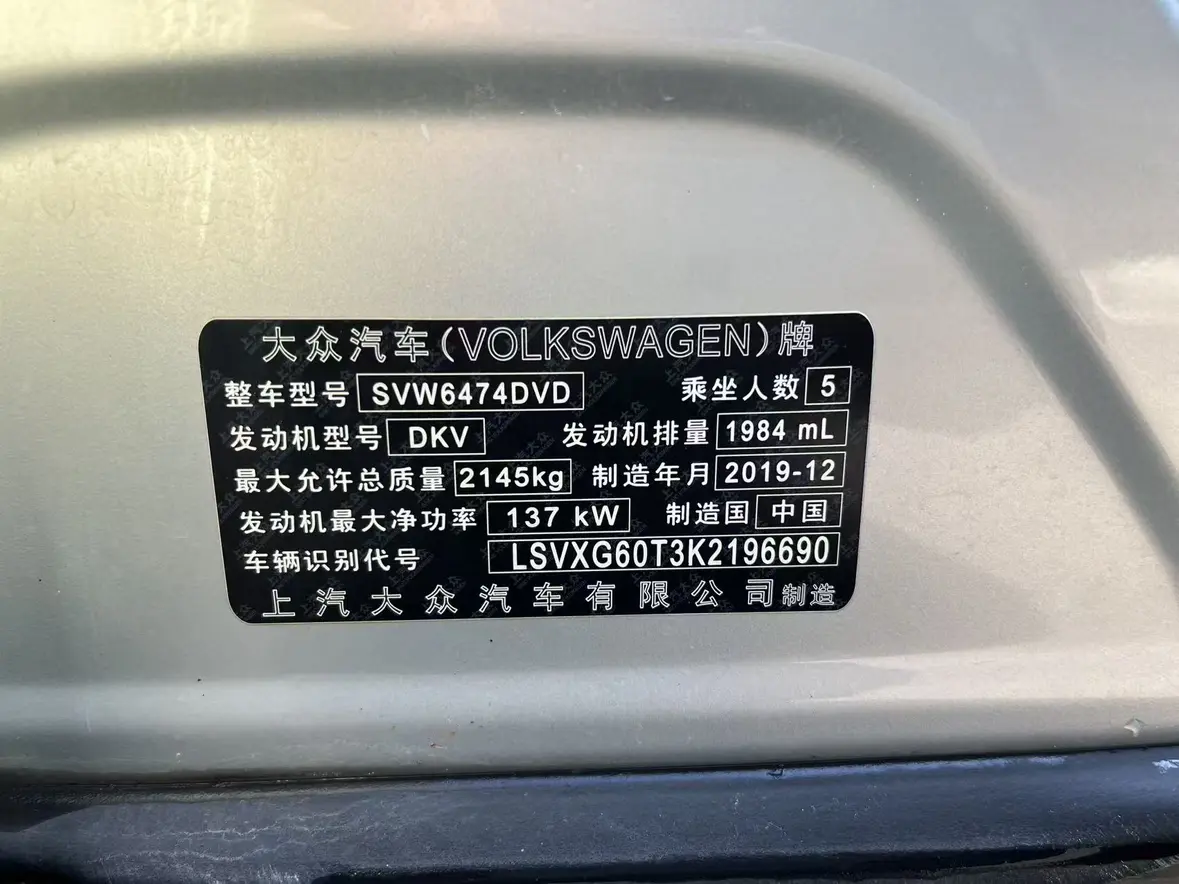 大众汽车(VOLKSWAGEN)牌
整车型号 SVW6474DVD 乘坐人数 5
发动机型号 DKV 发动机排量 1984 mL
最大允许总质量 2145kg 制造年月 2019-12
发动机最大净功率 137 kW 制造国 中国
车辆识别代号 LSVXG60T3K2196690
上汽大众汽车有限公司制造